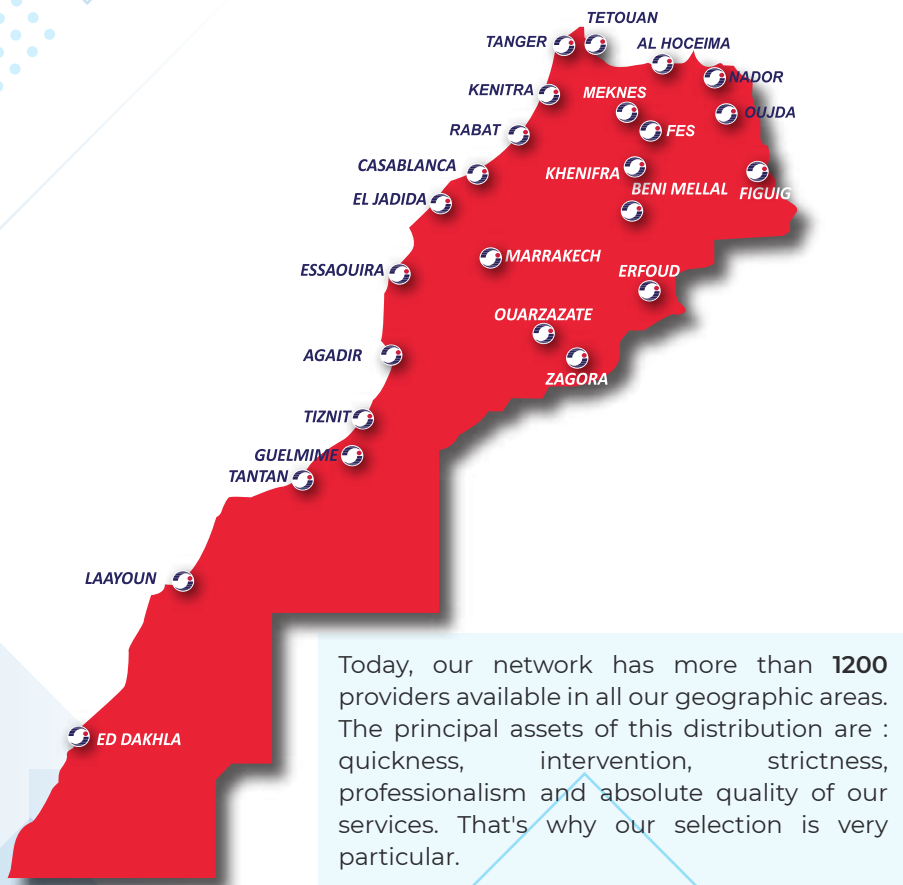 TETOUAN
TANGER
AL HOCEIMA
NADOR
KENITRA
MEKNES
OUJDA
RABAT
FES
CASABLANCA
KHENIFRA
BENI MELLAL
FIGUIG
EL JADIDA
MARRAKECH
ESSAOUIRA
ERFOUD
OUARZAZATE
AGADIR
ZAGORA
TIZNIT
GUELMIME
TANTAN
LAAYOUN
ED DAKHLA
Today, our network has more than 1200
providers available in all our geographic areas.
The principal assets of this distribution are :
quickness, intervention, strictness,
professionalism and absolute quality of our
services. That's why our selection is very
particular.